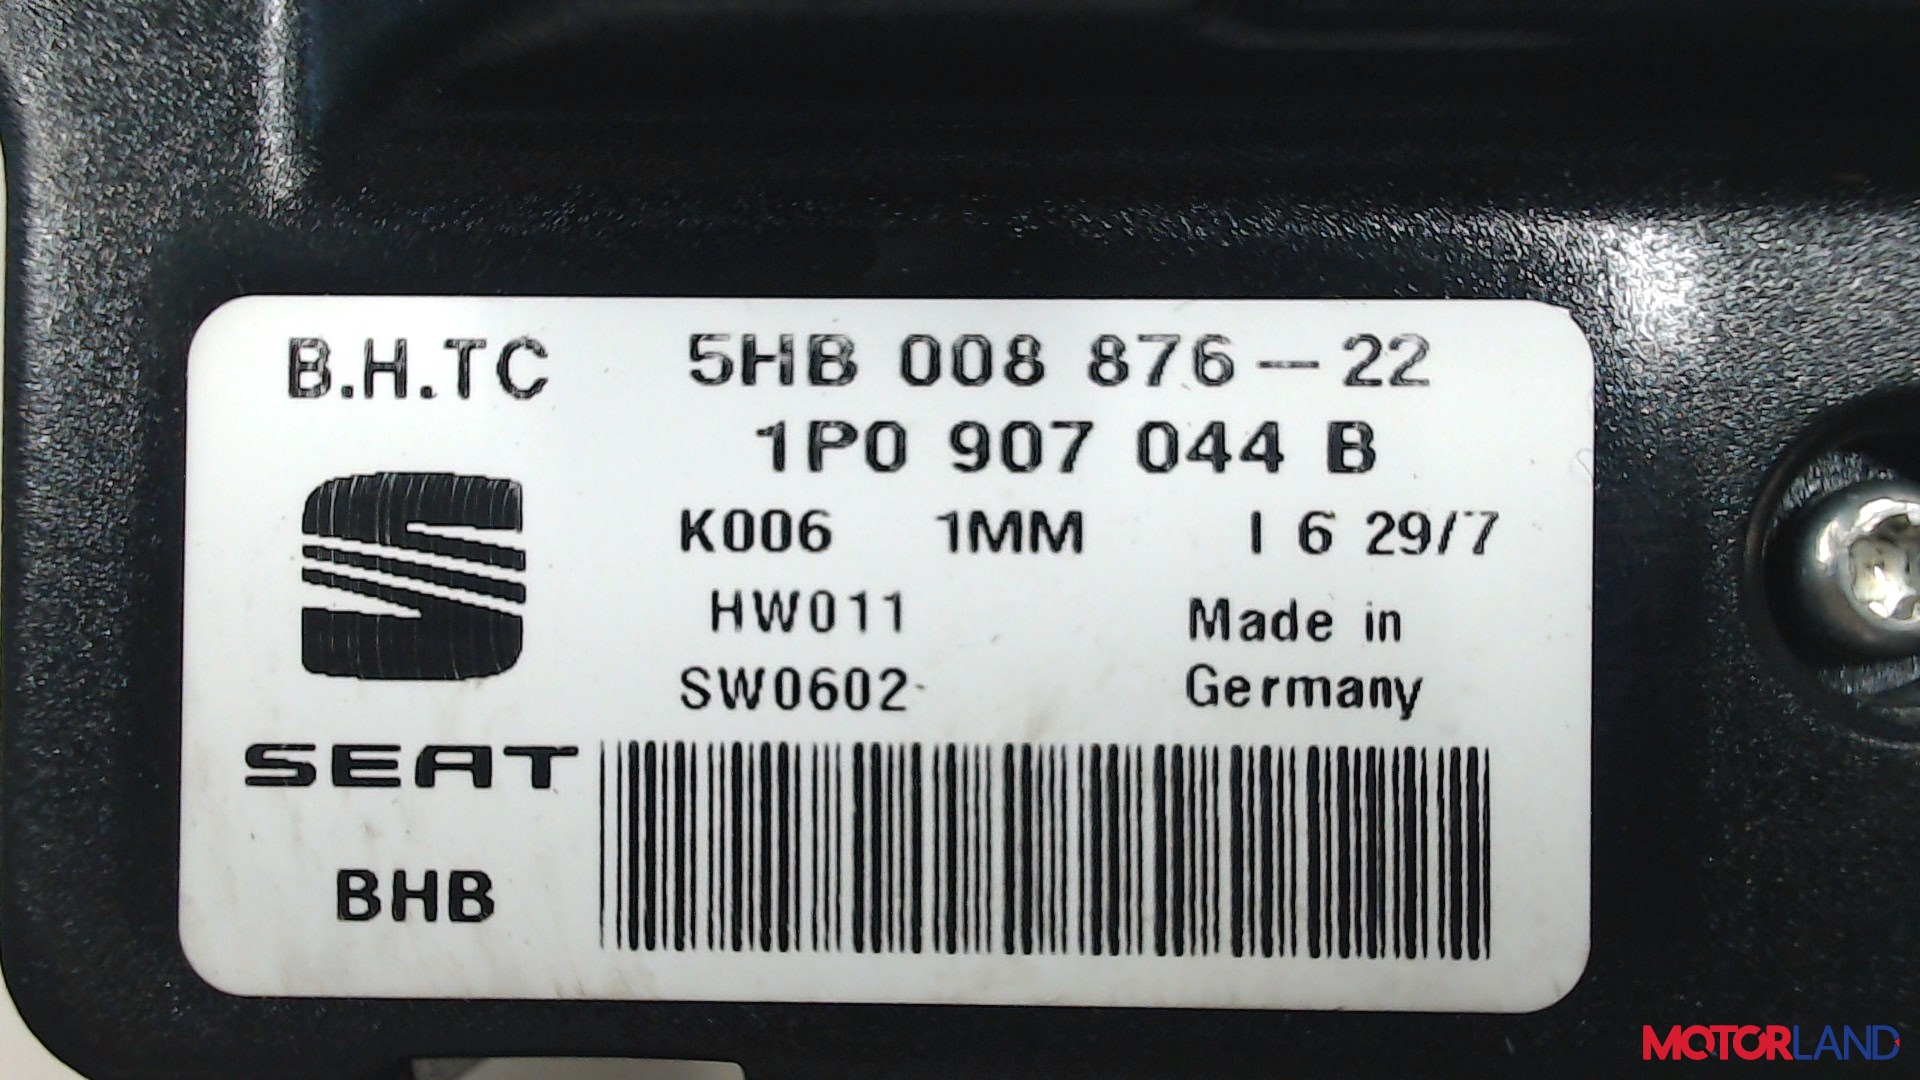 B.H.TC 5HB 008 876-22
1P0 907 044 B
K006 1MM I 6 29/7
HW011
SW0602
Made in
Germany
SEAT
BHB
MOTORLAND